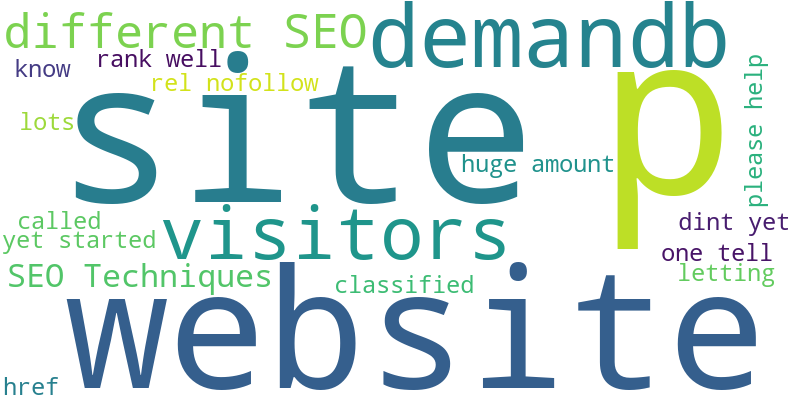 different SEO
demandb
rank well
know
rel nofollow
site
p
please help
lots
huge amount
called
visitors
dint yet
yet started
one tell
SEO Techniques
classified
letting
website
href